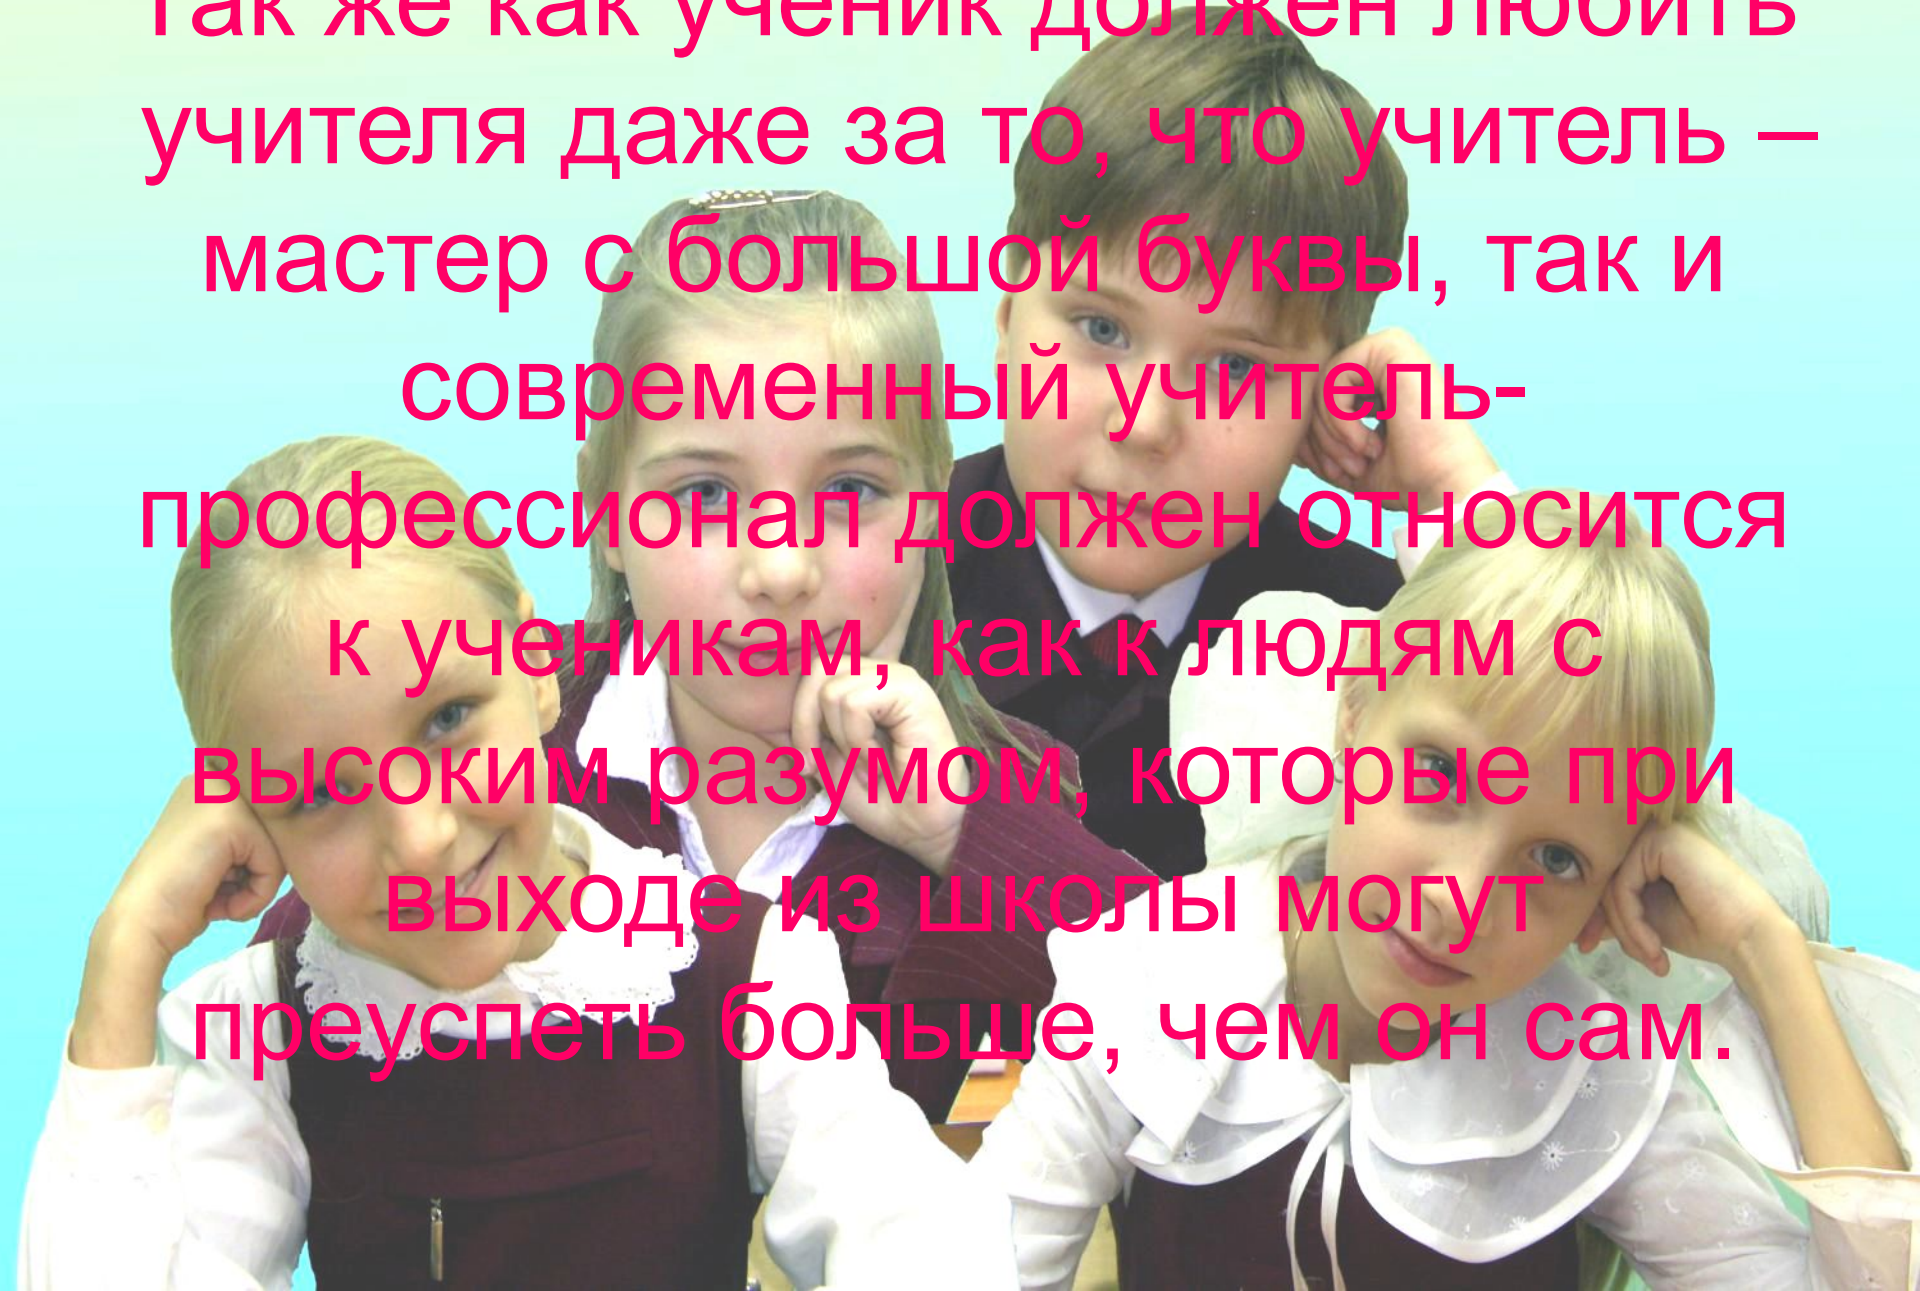 так же как ученик должен любить
учителя даже за то, что учитель –
мастер с большой буквы, так и
современный учитель-
профессионал должен относится
к ученикам, как к людям с
высоким разумом, которые при
выходе из школы могут
преуспеть больше, чем он сам.